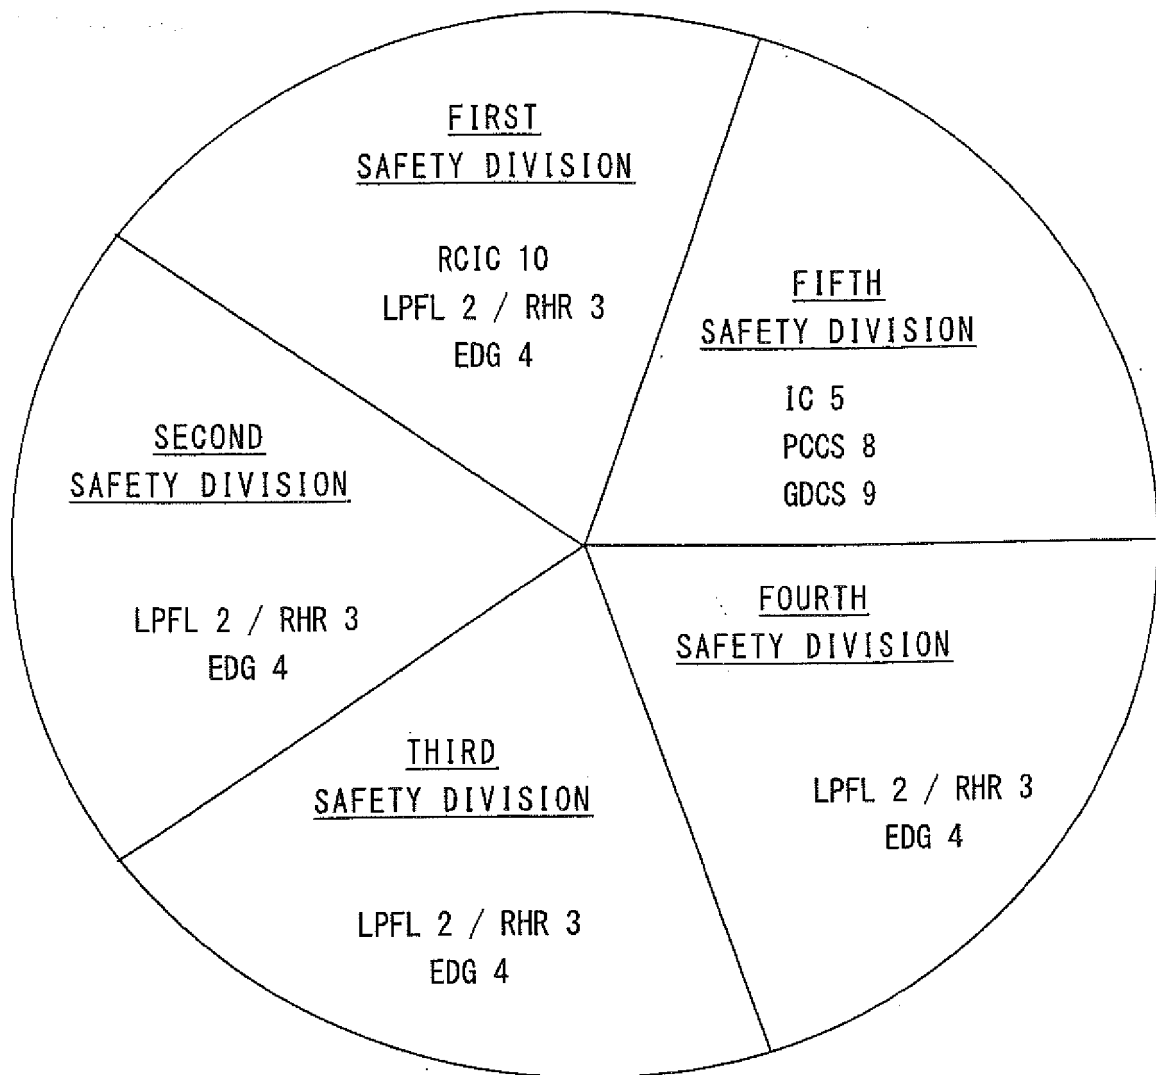 FIRST
SAFETY DIVISION
RCIC 10
LPFL 2 / RHR 3
EDG 4
SECOND
SAFETY DIVISION
LPFL 2 / RHR 3
EDG 4
THIRD
SAFETY DIVISION
LPFL 2 / RHR 3
EDG 4
FOURTH
SAFETY DIVISION
LPFL 2 / RHR 3
EDG 4
FIFTH
SAFETY DIVISION
IC 5
PCCS 8
GDCS 9